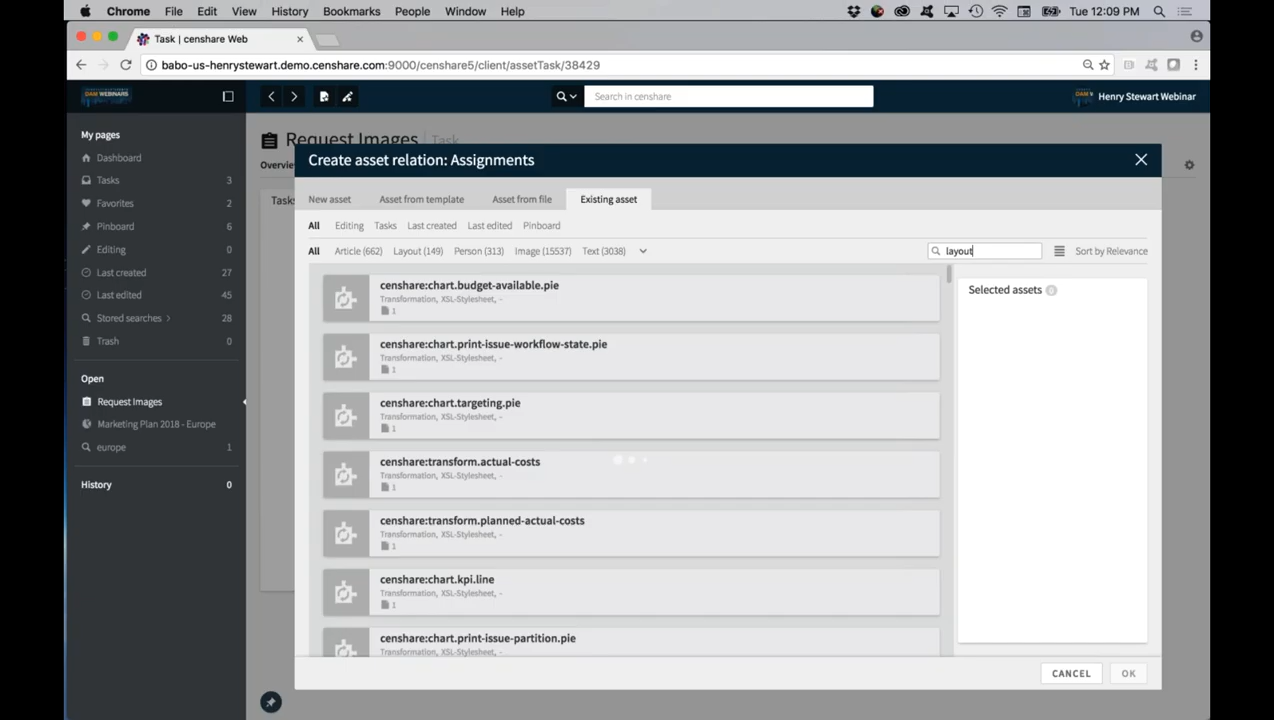 Chrome File Edit View History Bookmarks People Window Help Tue 12:09 PM
Task | censhare Web
babo-us-henrystewart.demo.censhare.com:9000/censhare5/client/assetTask/38429
DAM WEBINARS
Search in censhare
Henry Stewart Webinar
My pages
Dashboard
Tasks 3
Favorites 2
Pinboard 6
Editing 0
Last created 27
Last edited 45
Stored searches 28
Trash 0
Open
Request Images
Marketing Plan 2018 - Europe
europe 1
History 0
Request Images Task
Overvie
Tasks
Create asset relation: Assignments
New asset Asset from template Asset from file Existing asset
All Editing Tasks Last created Last edited Pinboard
All Article (662) Layout (149) Person (313) Image (15537) Text (3038) layout Sort by Relevance
censhare:chart.budget-available.pie
Transformation, XSL-Stylesheet, -
1
censhare:chart.print-issue-workflow-state.pie
Transformation, XSL-Stylesheet, -
1
censhare:chart.targeting.pie
Transformation, XSL-Stylesheet, -
1
censhare:transform.actual-costs
Transformation, XSL-Stylesheet, -
1
censhare:transform.planned-actual-costs
Transformation, XSL-Stylesheet, -
1
censhare:chart.kpi.line
Transformation, XSL-Stylesheet, -
1
censhare:chart.print-issue-partition.pie
Transformation, XSL-Stylesheet, -
Selected assets 0
CANCEL OK